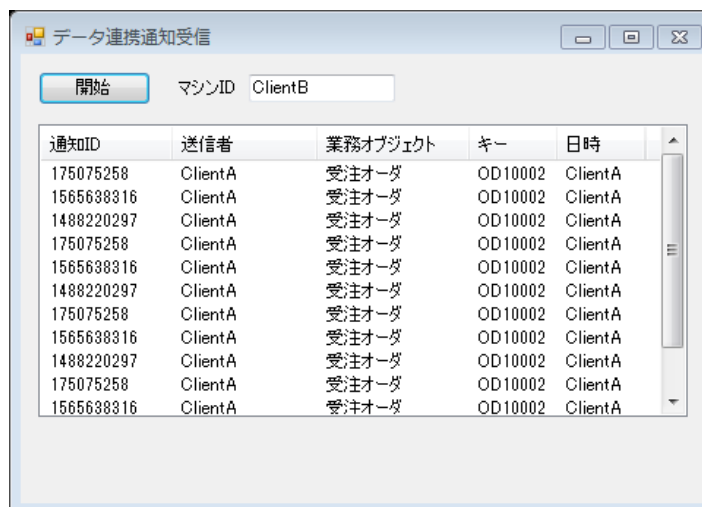 データ連携通知受信
開始 マシンID ClientB
通知ID 送信者 業務オブジェクト キー 日時
175075258 ClientA 受注オーダ OD10002 ClientA
1565638316 ClientA 受注オーダ OD10002 ClientA
1488220297 ClientA 受注オーダ OD10002 ClientA
175075258 ClientA 受注オーダ OD10002 ClientA
1565638316 ClientA 受注オーダ OD10002 ClientA
1488220297 ClientA 受注オーダ OD10002 ClientA
175075258 ClientA 受注オーダ OD10002 ClientA
1565638316 ClientA 受注オーダ OD10002 ClientA
1488220297 ClientA 受注オーダ OD10002 ClientA
175075258 ClientA 受注オーダ OD10002 ClientA
1565638316 ClientA 受注オーダ OD10002 ClientA